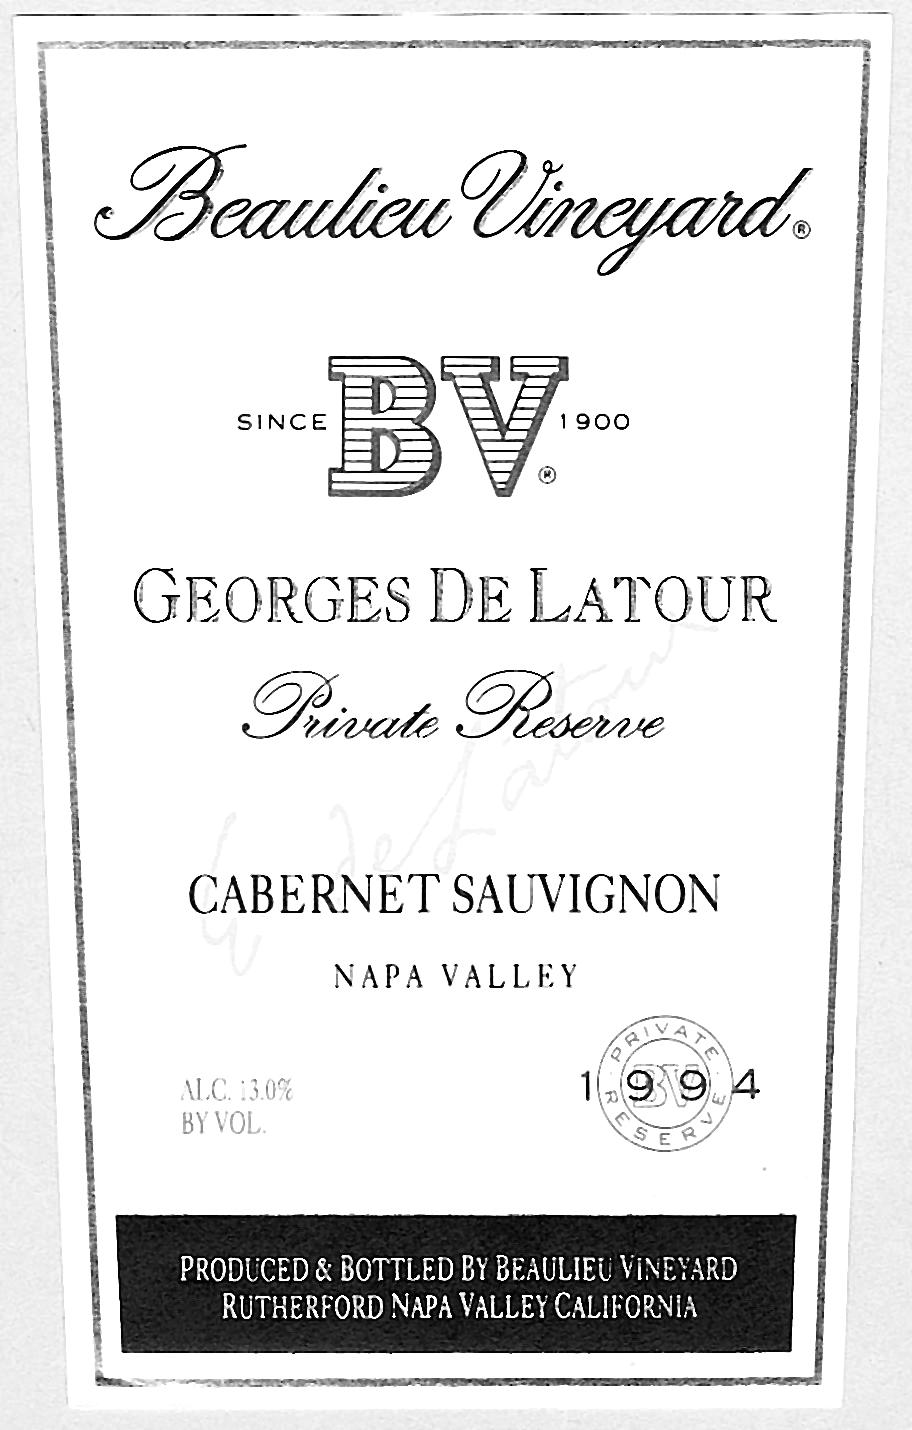 Beaulieu Vineyard®
SINCE BV® 1900
GEORGES DE LATOUR
Private Reserve
CABERNET SAUVIGNON
NAPA VALLEY
ALC. 13.0%
BY VOL.
1994
PRIVATE RESERVE BV
PRODUCED & BOTTLED BY BEAULIEU VINEYARD
RUTHERFORD NAPA VALLEY CALIFORNIA
G de Latour